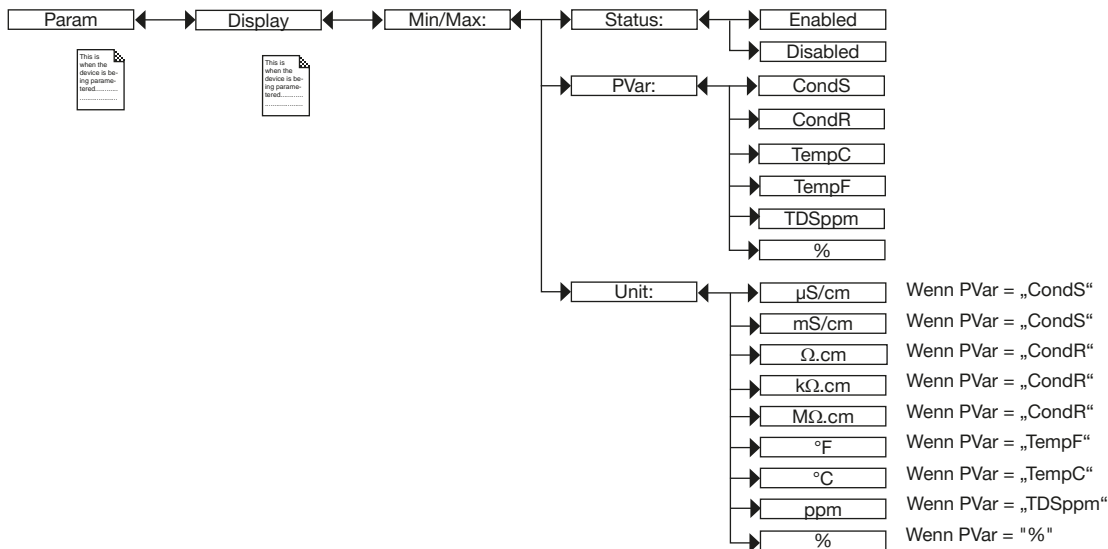 Param
Display
Min/Max:
Status:
Enabled
Disabled
This is
when the
device is be-
ing parame-
tered...........
...................
This is
when the
device is be-
ing parame-
tered...........
...................
PVar:
CondS
CondR
TempC
TempF
TDSppm
%
Unit:
µS/cm Wenn PVar = „CondS“
mS/cm Wenn PVar = „CondS“
Ω.cm Wenn PVar = „CondR“
kΩ.cm Wenn PVar = „CondR“
MΩ.cm Wenn PVar = „CondR“
°F Wenn PVar = „TempF“
°C Wenn PVar = „TempC“
ppm Wenn PVar = „TDSppm“
% Wenn PVar = "%"